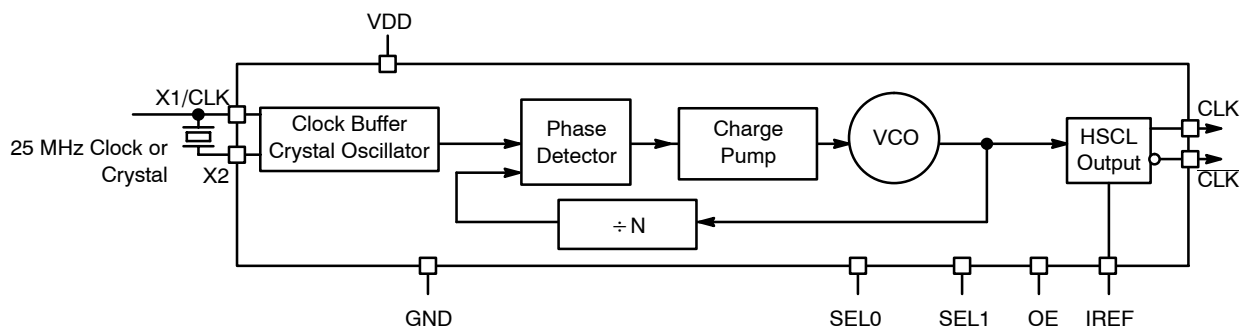 VDD
X1/CLK
25 MHz Clock or
Crystal
X2
Clock Buffer
Crystal Oscillator
Phase
Detector
Charge
Pump
VCO
HSCL
Output
CLK
CLK
÷ N
GND
SEL0
SEL1
OE
IREF